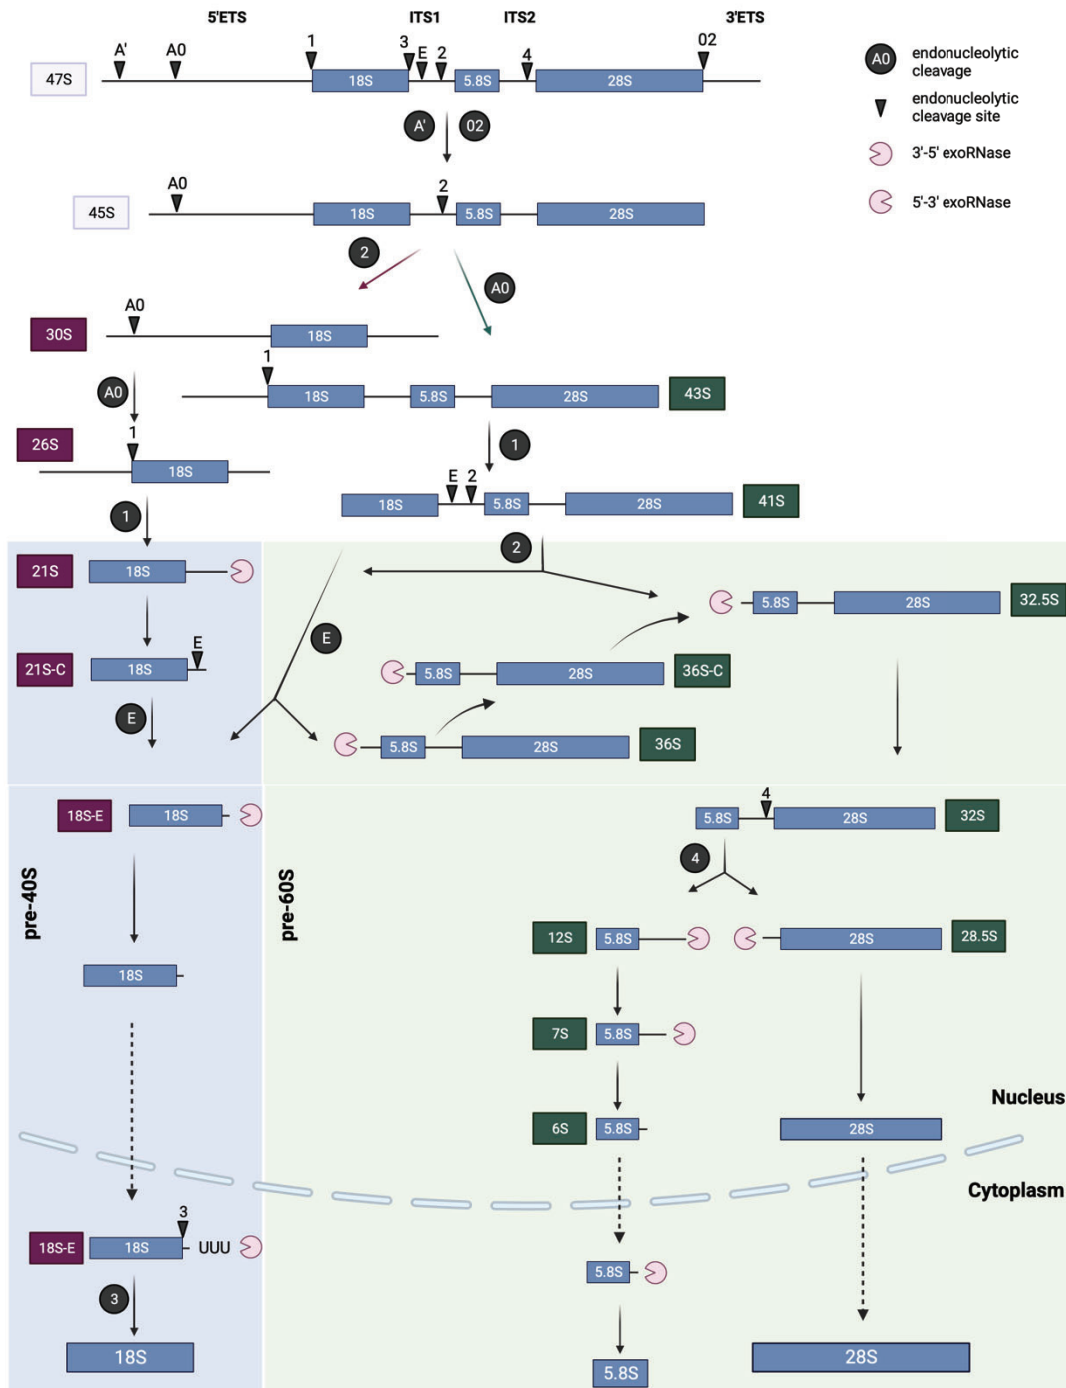 5'ETS ITS1 ITS2 3'ETS
A' A0 1 3 E 2 4 02
47S 18S 5.8S 28S
A0 endonucleolytic
cleavage
endonucleolytic
cleavage site
3'-5' exoRNase
5'-3' exoRNase
A' 02
A0 2
45S 18S 5.8S 28S
2 A0
A0
30S 18S
1
18S 5.8S 28S 43S
A0
1
26S 18S
1
E 2
18S 5.8S 28S 41S
1
2
21S 18S
5.8S 28S 32.5S
E
E
21S-C 18S
5.8S 28S 36S-C
E
5.8S 28S 36S
18S-E 18S
4
5.8S 28S 32S
4
pre-40S
pre-60S
12S 5.8S
28S 28.5S
18S
7S 5.8S
Nucleus
6S 5.8S
28S
Cytoplasm
3
18S-E 18S UUU
5.8S
3
18S
5.8S
28S